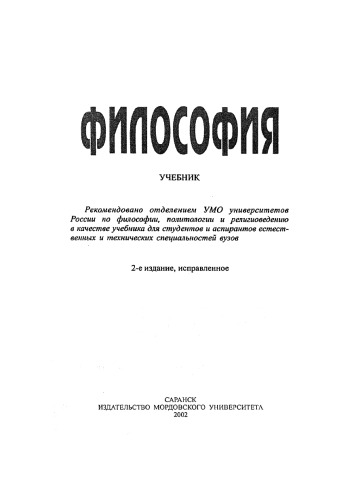 ФИЛОСОФИЯ
УЧЕБНИК
Рекомендовано отделением УМО университетов
России по философии, политологии и религиоведению
в качестве учебника для студентов и аспирантов естест-
венных и технических специальностей вузов
2-е издание, исправленное
САРАНСК
ИЗДАТЕЛЬСТВО МОРДОВСКОГО УНИВЕРСИТЕТА
2002